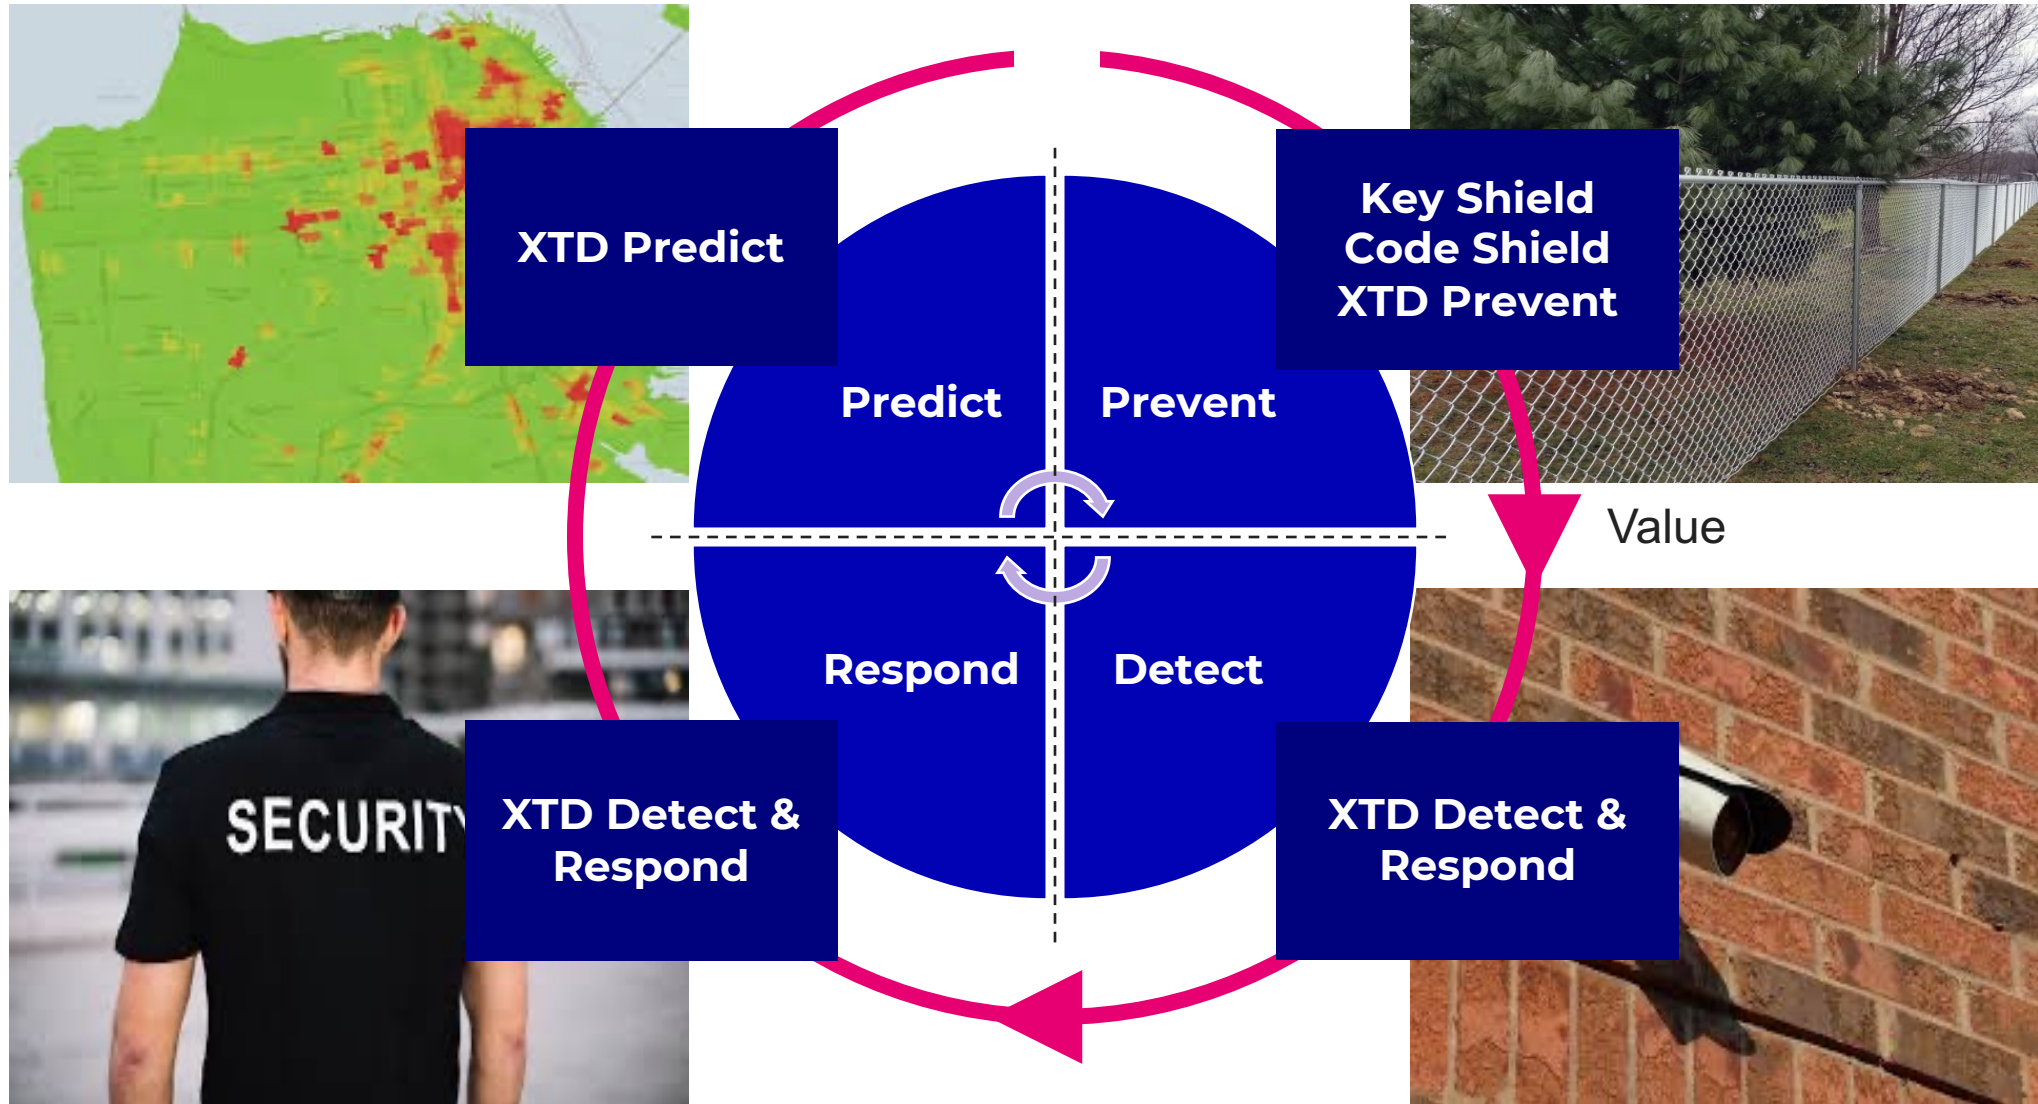 XTD Predict
Key Shield
Code Shield
XTD Prevent
Predict
Prevent
Value
Respond
Detect
SECURITY
XTD Detect &
Respond
XTD Detect &
Respond